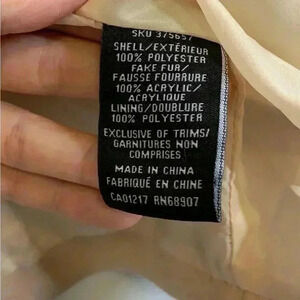 SKU 375657
SHELL/EXTÉRIEUR
100% POLYESTER
FAKE FUR/
FAUSSE FOURRURE
100% ACRYLIC/
ACRYLIQUE
LINING/DOUBLURE
100% POLYESTER
EXCLUSIVE OF TRIMS/
GARNITURES NON
COMPRISES
MADE IN CHINA
FABRIQUÉ EN CHINE
CA01217 RN68907